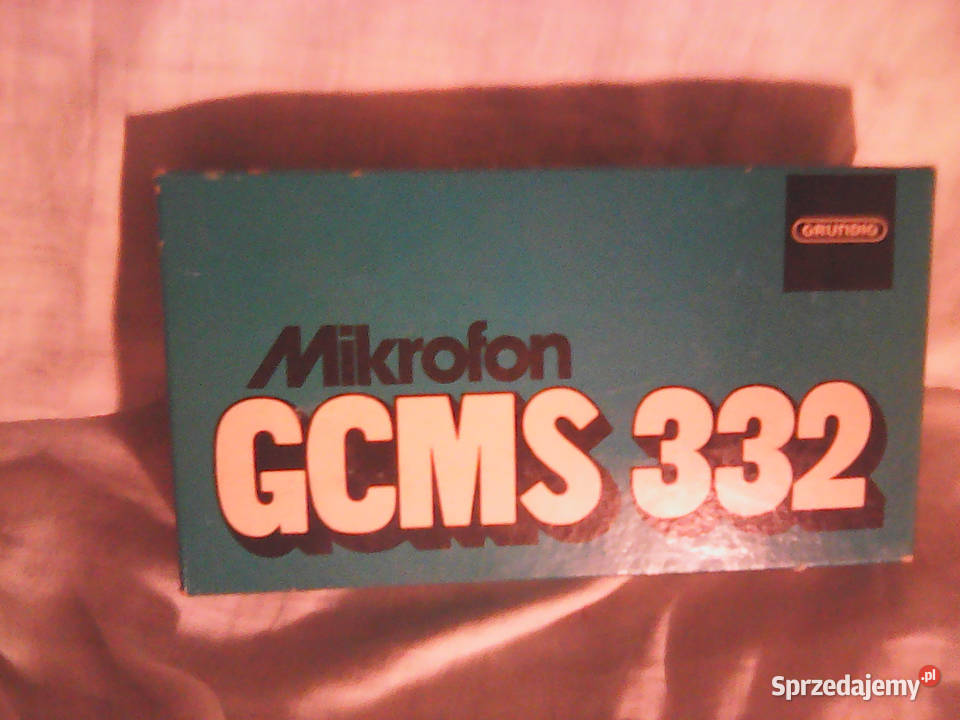 GRUNDIG
Mikrofon
GCMS 332
Sprzedajemy.pl